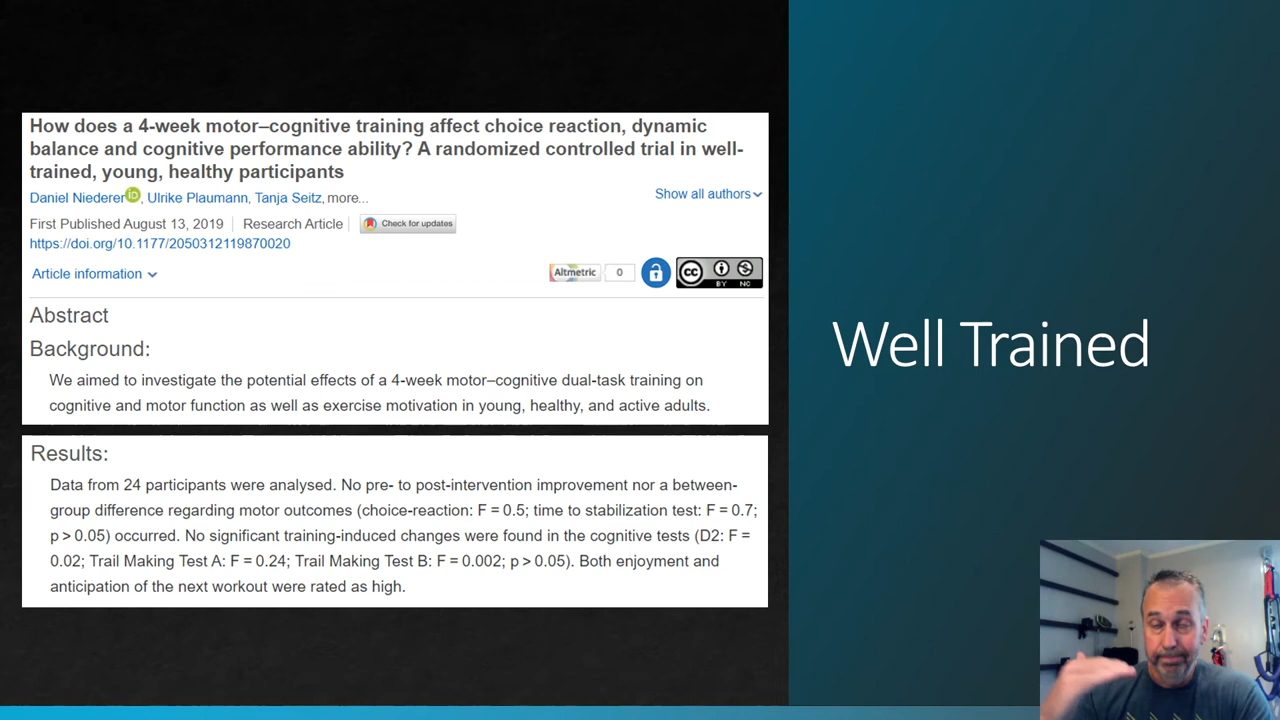 How does a 4-week motor–cognitive training affect choice reaction, dynamic
balance and cognitive performance ability? A randomized controlled trial in well-
trained, young, healthy participants
Daniel Niederer iD, Ulrike Plaumann, Tanja Seitz, more...
Show all authors
First Published August 13, 2019 | Research Article | Check for updates
https://doi.org/10.1177/2050312119870020
Article information
Altmetric 0
cc BY NC
Abstract
Background:
We aimed to investigate the potential effects of a 4-week motor–cognitive dual-task training on
cognitive and motor function as well as exercise motivation in young, healthy, and active adults.
Results:
Data from 24 participants were analysed. No pre- to post-intervention improvement nor a between-
group difference regarding motor outcomes (choice-reaction: F = 0.5; time to stabilization test: F = 0.7;
p > 0.05) occurred. No significant training-induced changes were found in the cognitive tests (D2: F =
0.02; Trail Making Test A: F = 0.24; Trail Making Test B: F = 0.002; p > 0.05). Both enjoyment and
anticipation of the next workout were rated as high.
Well Trained